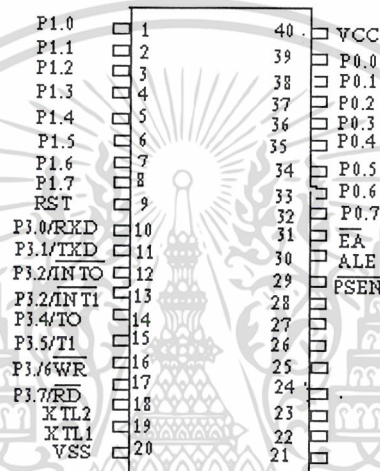 P1.0 1 40 VCC
P1.1 2 39 P0.0
P1.2 3 38 P0.1
P1.3 4 37 P0.2
P1.4 5 36 P0.3
P1.5 6 35 P0.4
P1.6 7 34 P0.5
P1.7 8 33 P0.6
RST 9 32 P0.7
P3.0/RXD 10 31 EA
P3.1/TXD 11 30 ALE
P3.2/INTO 12 29 PSEN
P3.2/INT1 13 28
P3.4/TO 14 27
P3.5/T1 15 26
P3./6WR 16 25
P3.7/RD 17 24
XTL2 18 23
XTL1 19 22
VSS 20 21